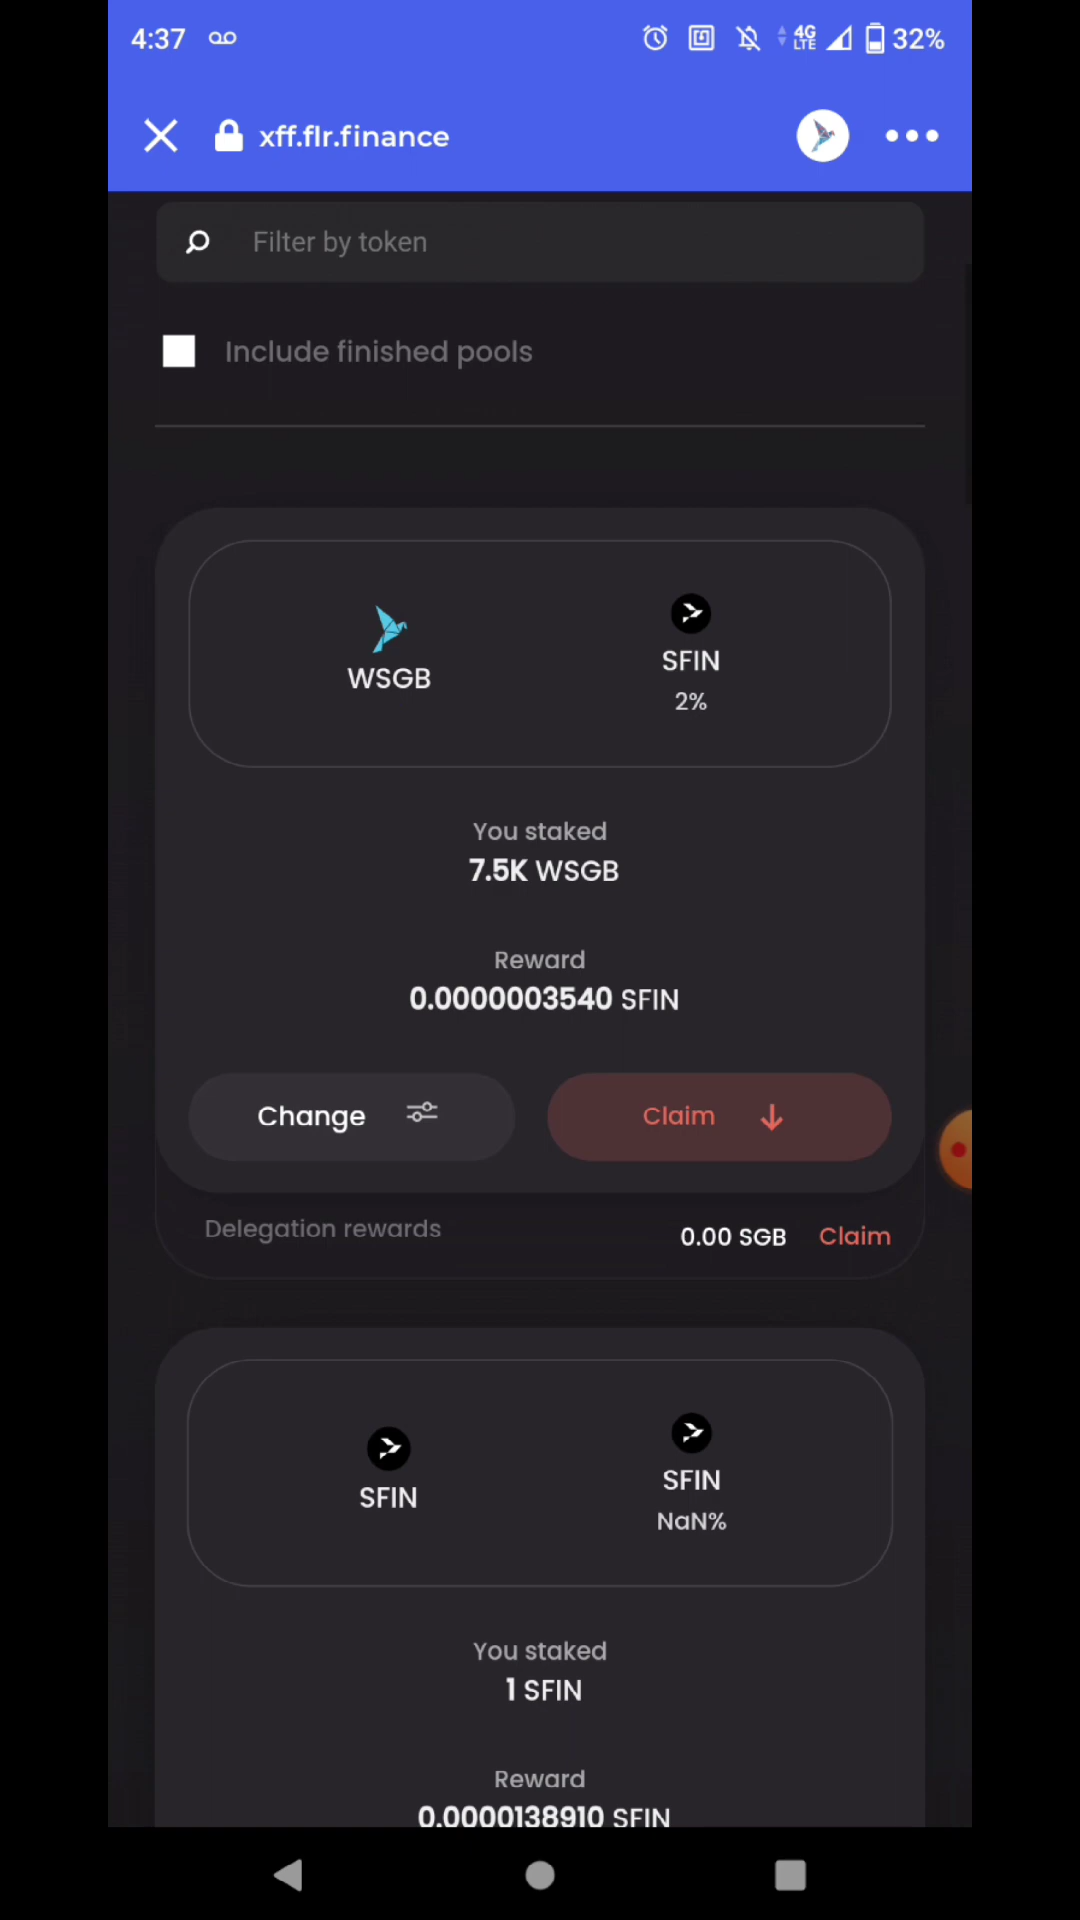 4:37
4G
LTE
32%
xff.flr.finance
Filter by token
Include finished pools
WSGB
SFIN
2%
You staked
7.5K WSGB
Reward
0.0000003540 SFIN
Change
Claim
Delegation rewards
0.00 SGB
Claim
SFIN
SFIN
NaN%
You staked
1 SFIN
Reward
0.0000138910 SFIN